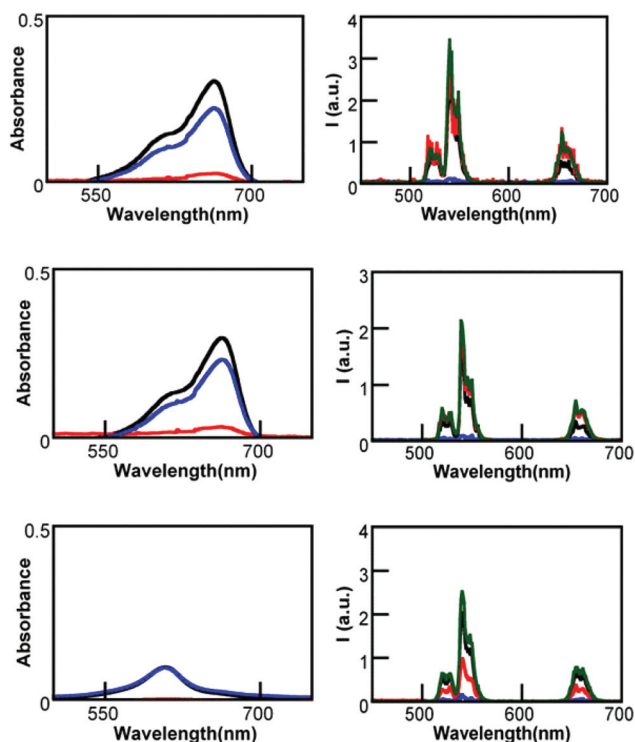 0.5
Absorbance
0
550
700
Wavelength(nm)
4
3
2
1
0
I (a.u.)
500
600
700
Wavelength(nm)
0.5
Absorbance
0
550
700
Wavelength(nm)
3
2
1
0
I (a.u.)
500
600
700
Wavelength(nm)
0.5
Absorbance
0
550
700
Wavelength(nm)
4
3
2
1
0
I (a.u.)
500
600
700
Wavelength(nm)